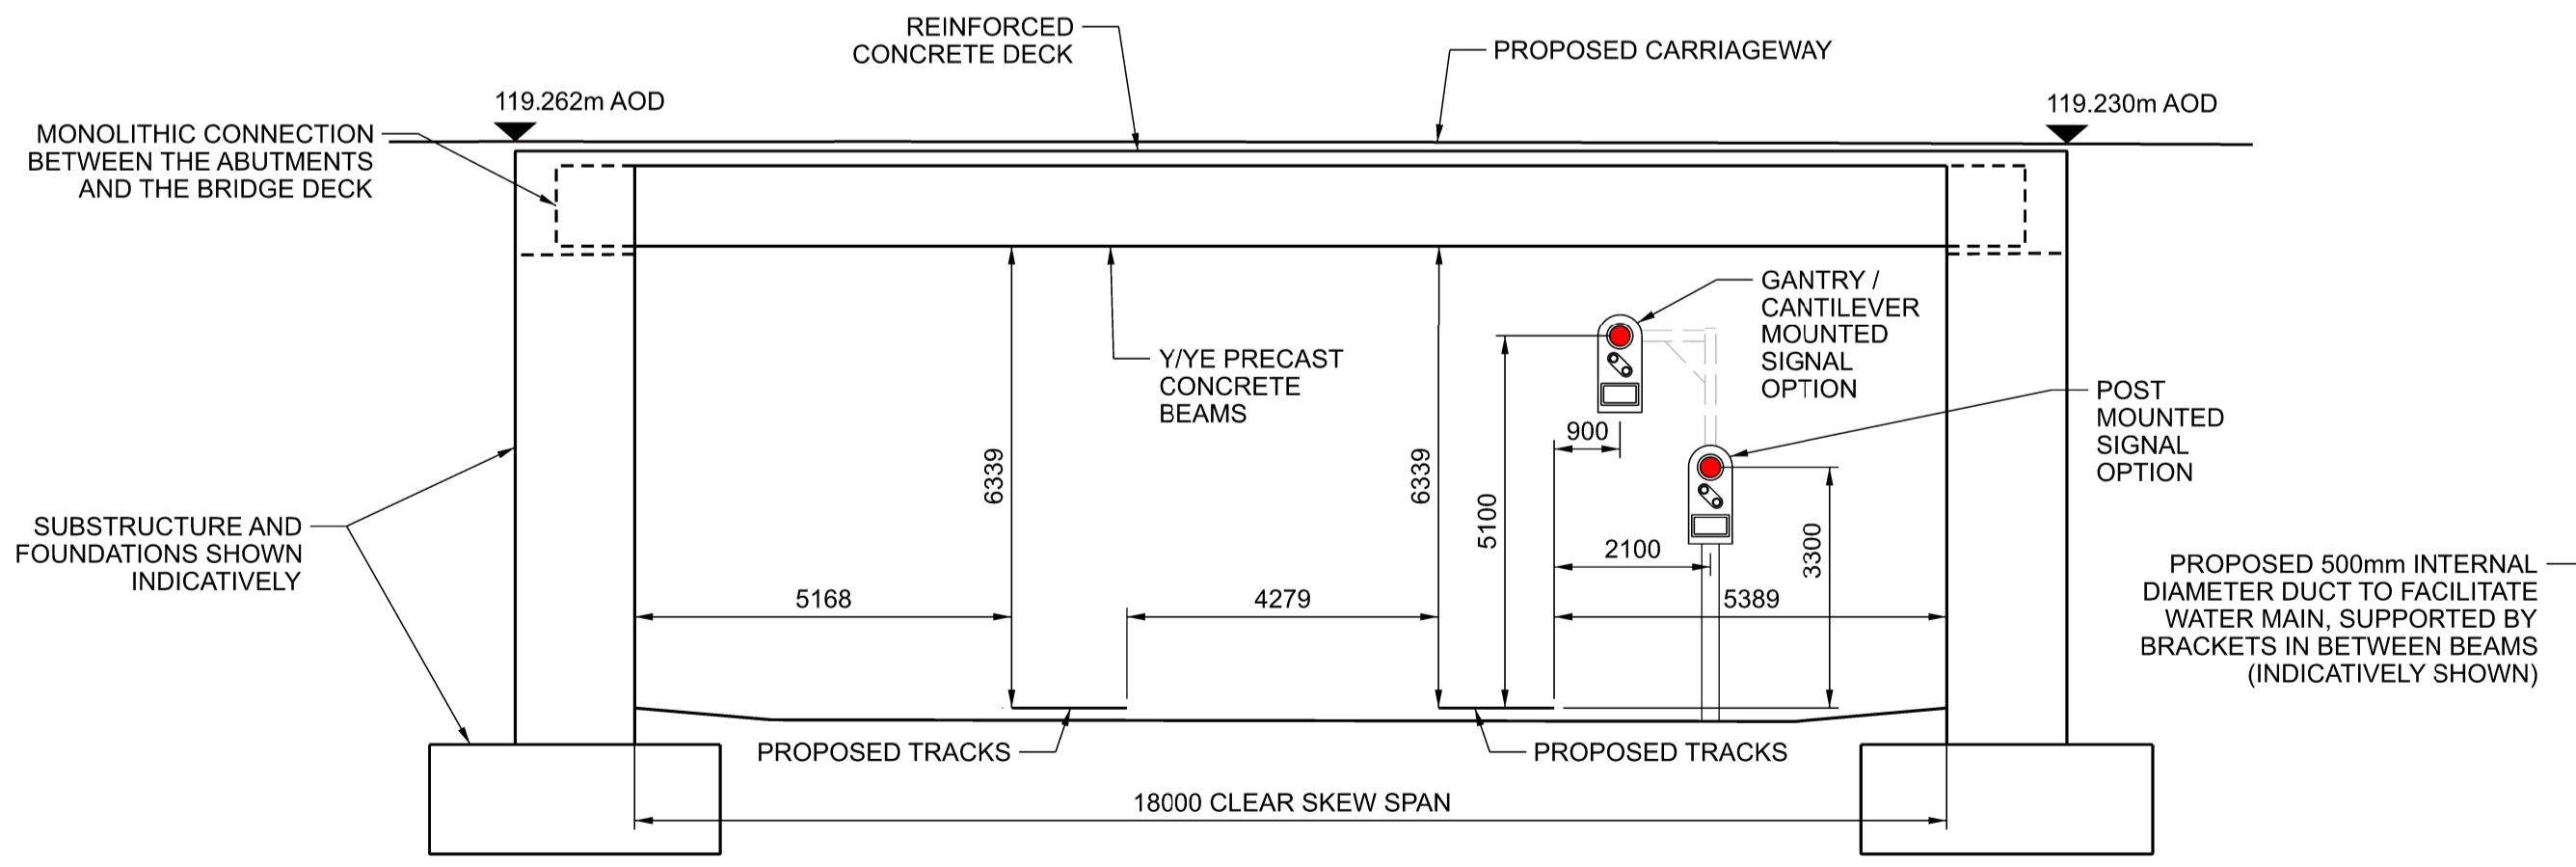 REINFORCED
CONCRETE DECK
PROPOSED CARRIAGEWAY
119.262m AOD
119.230m AOD
MONOLITHIC CONNECTION
BETWEEN THE ABUTMENTS
AND THE BRIDGE DECK
GANTRY /
CANTILEVER
MOUNTED
SIGNAL
OPTION
Y/YE PRECAST
CONCRETE
BEAMS
POST
MOUNTED
SIGNAL
OPTION
900
6339
6339
5100
2100
3300
SUBSTRUCTURE AND
FOUNDATIONS SHOWN
INDICATIVELY
PROPOSED 500mm INTERNAL
DIAMETER DUCT TO FACILITATE
WATER MAIN, SUPPORTED BY
BRACKETS IN BETWEEN BEAMS
(INDICATIVELY SHOWN)
5168
4279
5389
PROPOSED TRACKS
PROPOSED TRACKS
18000 CLEAR SKEW SPAN